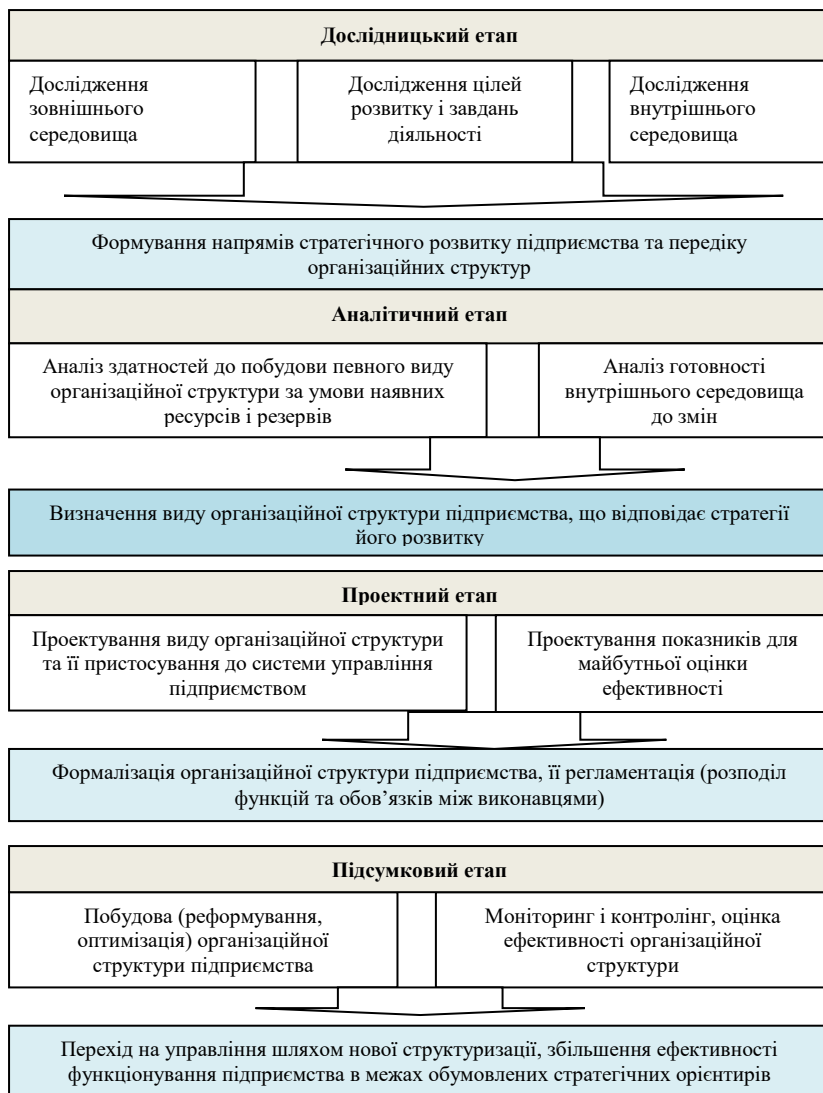 Дослідницький етап
Дослідження
зовнішнього
середовища
Дослідження цілей
розвитку і завдань
діяльності
Дослідження
внутрішнього
середовища
Формування напрямів стратегічного розвитку підприємства та передіку
організаційних структур
Аналітичний етап
Аналіз здатностей до побудови певного виду
організаційної структури за умови наявних
ресурсів і резервів
Аналіз готовності
внутрішнього середовища
до змін
Визначення виду організаційної структури підприємства, що відповідає стратегії
його розвитку
Проектний етап
Проектування виду організаційної структури
та її пристосування до системи управління
підприємством
Проектування показників для
майбутньої оцінки
ефективності
Формалізація організаційної структури підприємства, її регламентація (розподіл
функцій та обов’язків між виконавцями)
Підсумковий етап
Побудова (реформування,
оптимізація) організаційної
структури підприємства
Моніторинг і контролінг, оцінка
ефективності організаційної
структури
Перехід на управління шляхом нової структуризації, збільшення ефективності
функціонування підприємства в межах обумовлених стратегічних орієнтирів